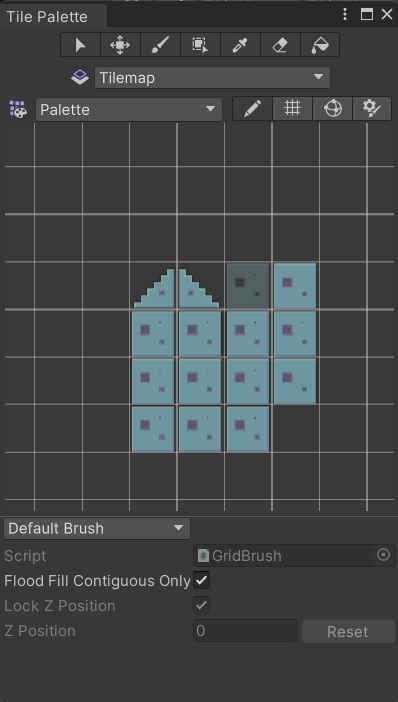 Tile Palette
Tilemap
Palette
Default Brush
Script
GridBrush
Flood Fill Contiguous Only
Lock Z Position
Z Position
0
Reset